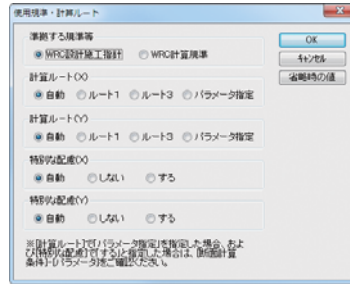 使用規準・計算ルート
準拠する規準等
WRC設計施工指針 WRC計算規準
計算ルート(X)
自動 ルート1 ルート3 パラメータ指定
計算ルート(Y)
自動 ルート1 ルート3 パラメータ指定
特別な配慮(X)
自動 しない する
特別な配慮(Y)
自動 しない する
※[計算ルート]で「パラメータ指定」を指定した場合、およ
び[特別な配慮]で「する」と指定した場合は、[断面計算
条件]-[パラメータ]をご確認ください。
OK
キャンセル
省略時の値